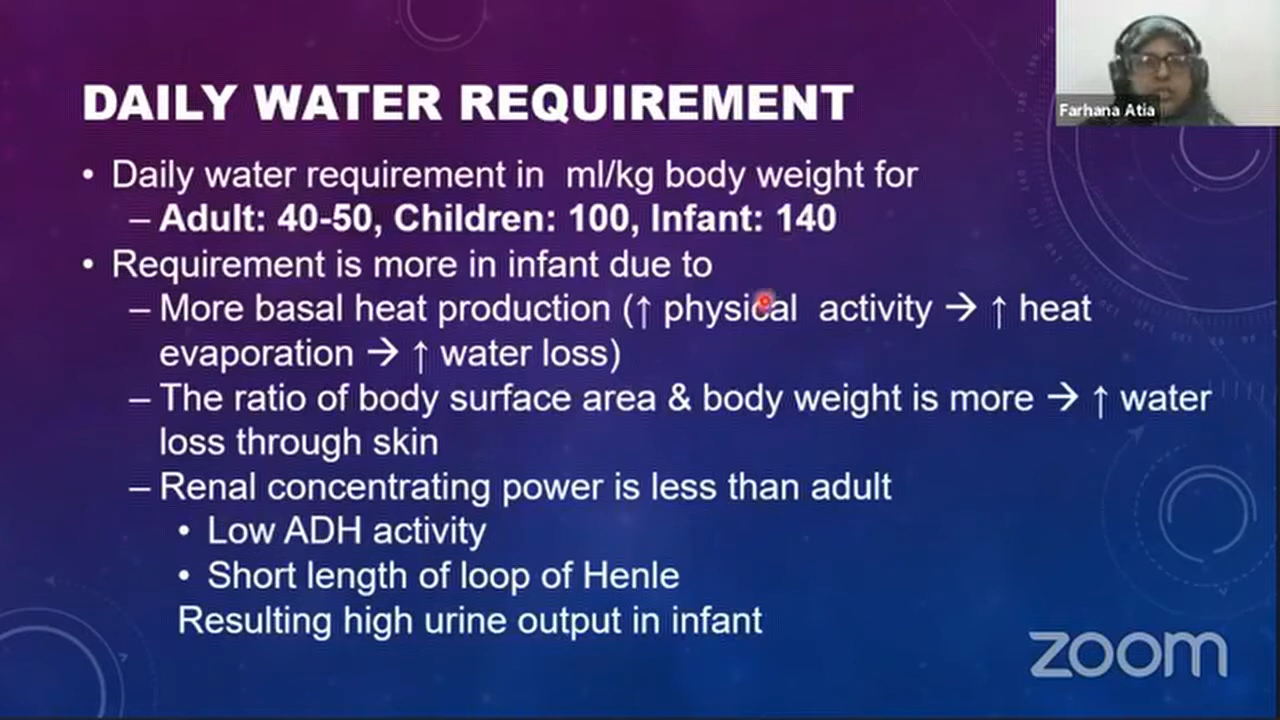 Farhana Atia
DAILY WATER REQUIREMENT
• Daily water requirement in ml/kg body weight for
– Adult: 40-50, Children: 100, Infant: 140
• Requirement is more in infant due to
– More basal heat production (↑ physical activity → ↑ heat
evaporation → ↑ water loss)
– The ratio of body surface area & body weight is more → ↑ water
loss through skin
– Renal concentrating power is less than adult
• Low ADH activity
• Short length of loop of Henle
Resulting high urine output in infant
zoom